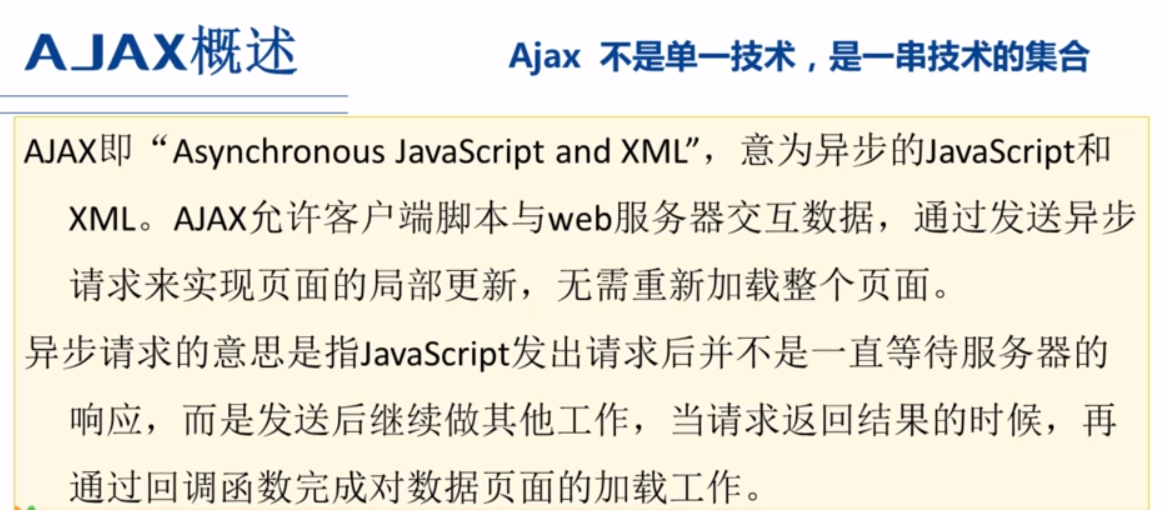 AJAX概述
Ajax 不是单一技术，是一串技术的集合
AJAX即“Asynchronous JavaScript and XML”，意为异步的JavaScript和
XML。AJAX允许客户端脚本与web服务器交互数据，通过发送异步
请求来实现页面的局部更新，无需重新加载整个页面。
异步请求的意思是指JavaScript发出请求后并不是一直等待服务器的
响应，而是发送后继续做其他工作，当请求返回结果的时候，再
通过回调函数完成对数据页面的加载工作。